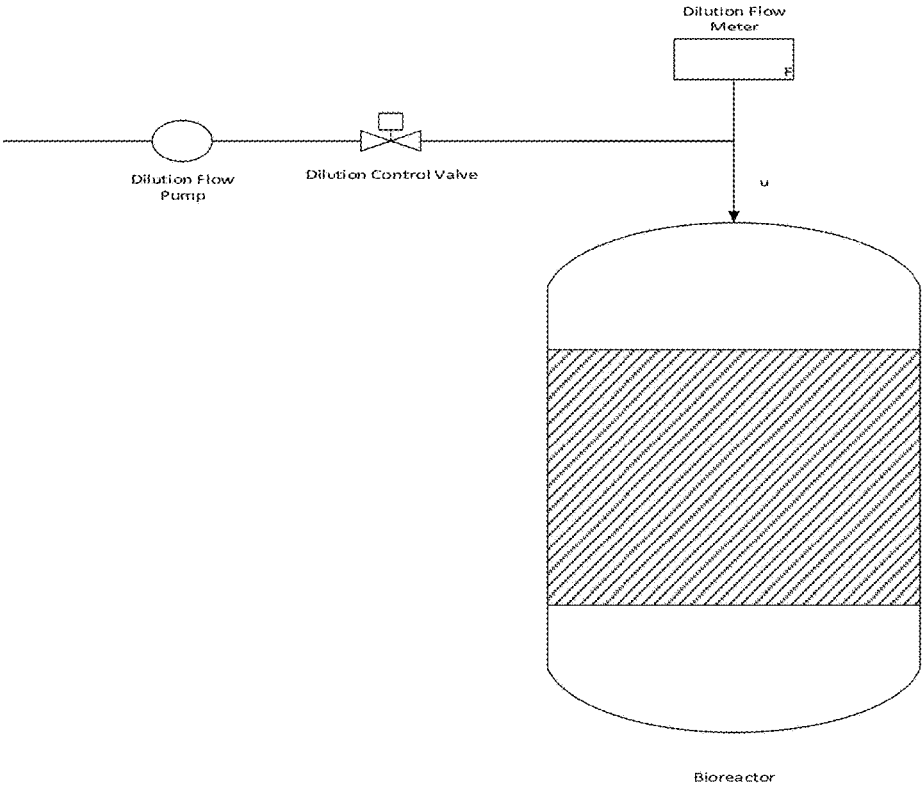 Dilution Flow
Meter
F
Dilution Flow
Pump
Dilution Control Valve
u
Bioreactor